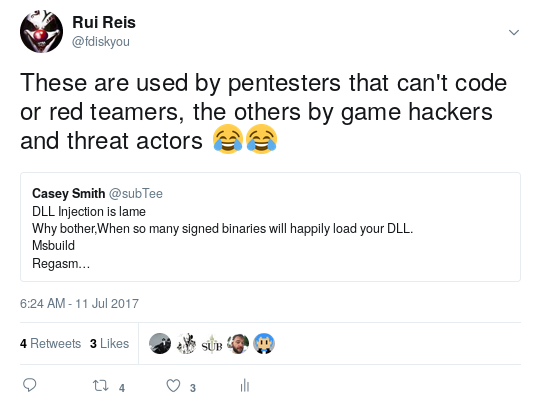 Rui Reis
@fdiskyou
These are used by pentesters that can't code
or red teamers, the others by game hackers
and threat actors 😂😂
Casey Smith @subTee
DLL Injection is lame
Why bother,When so many signed binaries will happily load your DLL.
Msbuild
Regasm…
6:24 AM - 11 Jul 2017
4 Retweets 3 Likes
SUB
4 3